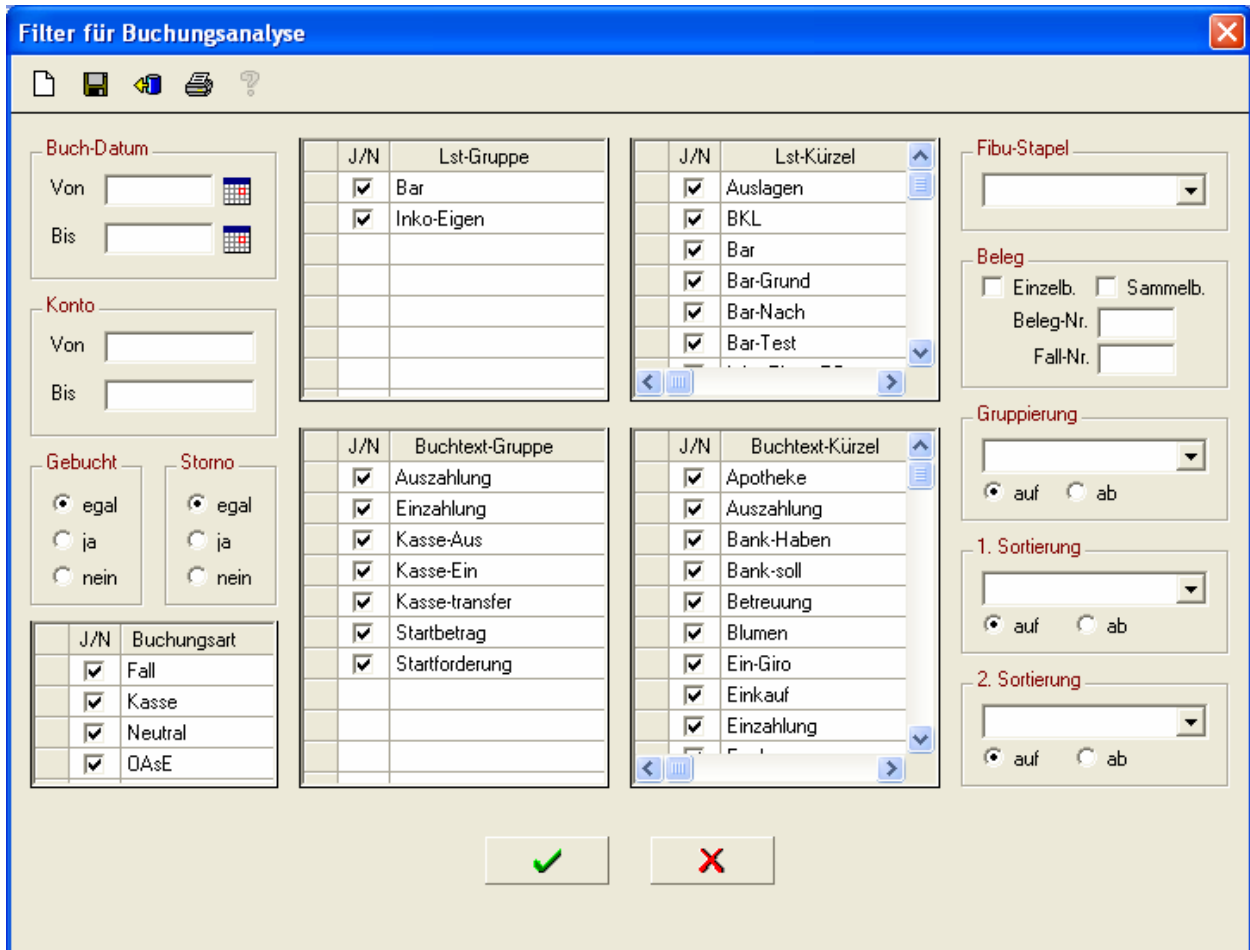 Filter für Buchungsanalyse
Buch-Datum
Von
Bis
Konto
Von
Bis
Gebucht
egal
ja
nein
Storno
egal
ja
nein
J/N Buchungsart
Fall
Kasse
Neutral
OAsE
J/N Lst-Gruppe
Bar
Inko-Eigen
J/N Buchtext-Gruppe
Auszahlung
Einzahlung
Kasse-Aus
Kasse-Ein
Kasse-transfer
Startbetrag
Startforderung
J/N Lst-Kürzel
Auslagen
BKL
Bar
Bar-Grund
Bar-Nach
Bar-Test
J/N Buchtext-Kürzel
Apotheke
Auszahlung
Bank-Haben
Bank-soll
Betreuung
Blumen
Ein-Giro
Einkauf
Einzahlung
Fibu-Stapel
Beleg
Einzelb. Sammelb.
Beleg-Nr.
Fall-Nr.
Gruppierung
auf ab
1. Sortierung
auf ab
2. Sortierung
auf ab